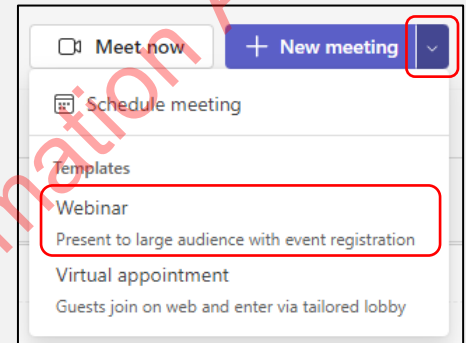 Meet now
+ New meeting
Schedule meeting
Templates
Webinar
Present to large audience with event registration
Virtual appointment
Guests join on web and enter via tailored lobby